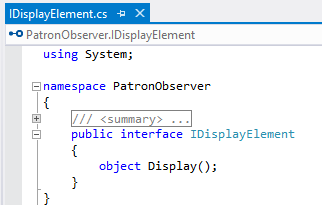 IDisplayElement.cs
PatronObserver.IDisplayElement
using System;
namespace PatronObserver
{
/// <summary> ...
public interface IDisplayElement
{
object Display();
}
}